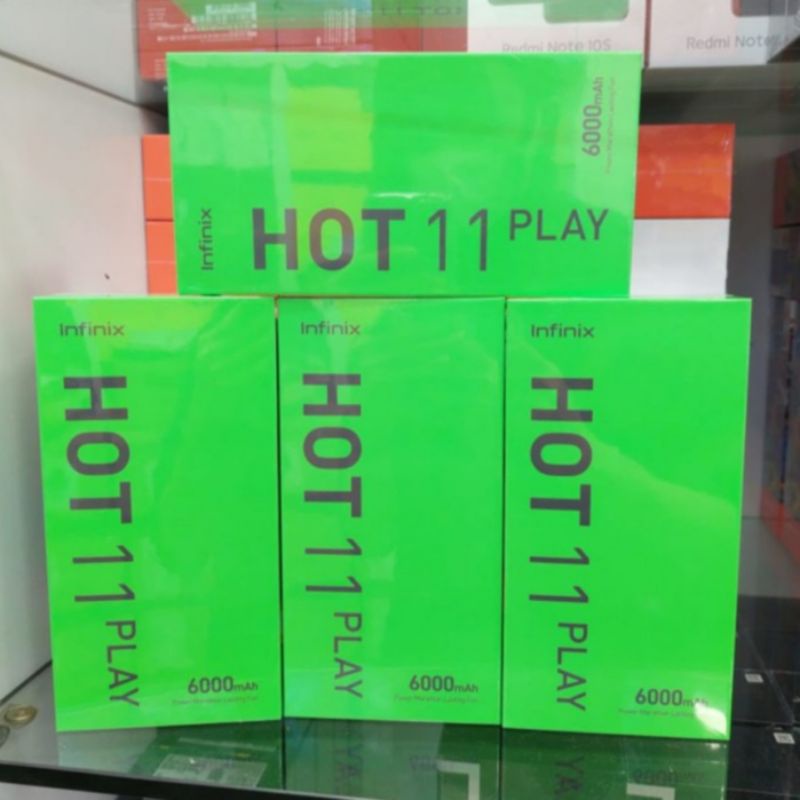 Redmi Note 10S
Redmi Note
6000mAh
Infinix
HOT 11 PLAY
Infinix
HOT 11 PLAY
6000mAh
Infinix
HOT 11 PLAY
6000mAh
Infinix
HOT 11 PLAY
6000mAh